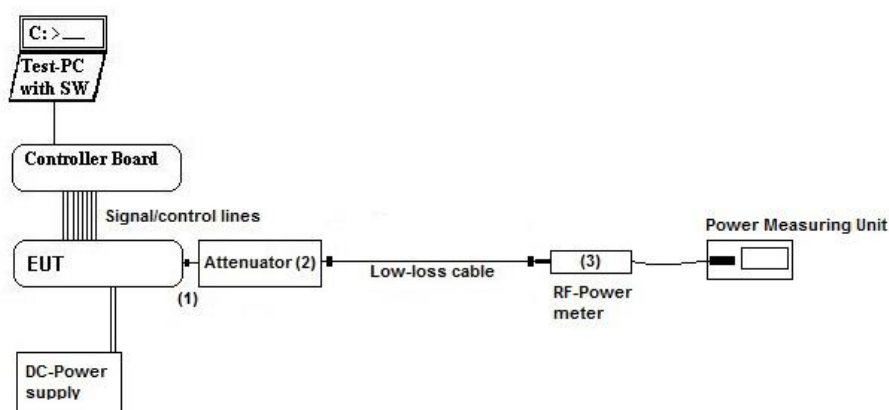 C: >__
Test-PC
with SW
Controller Board
Signal/control lines
Power Measuring Unit
EUT
Attenuator (2)
(3)
Low-loss cable
(1)
RF-Power
meter
DC-Power
supply